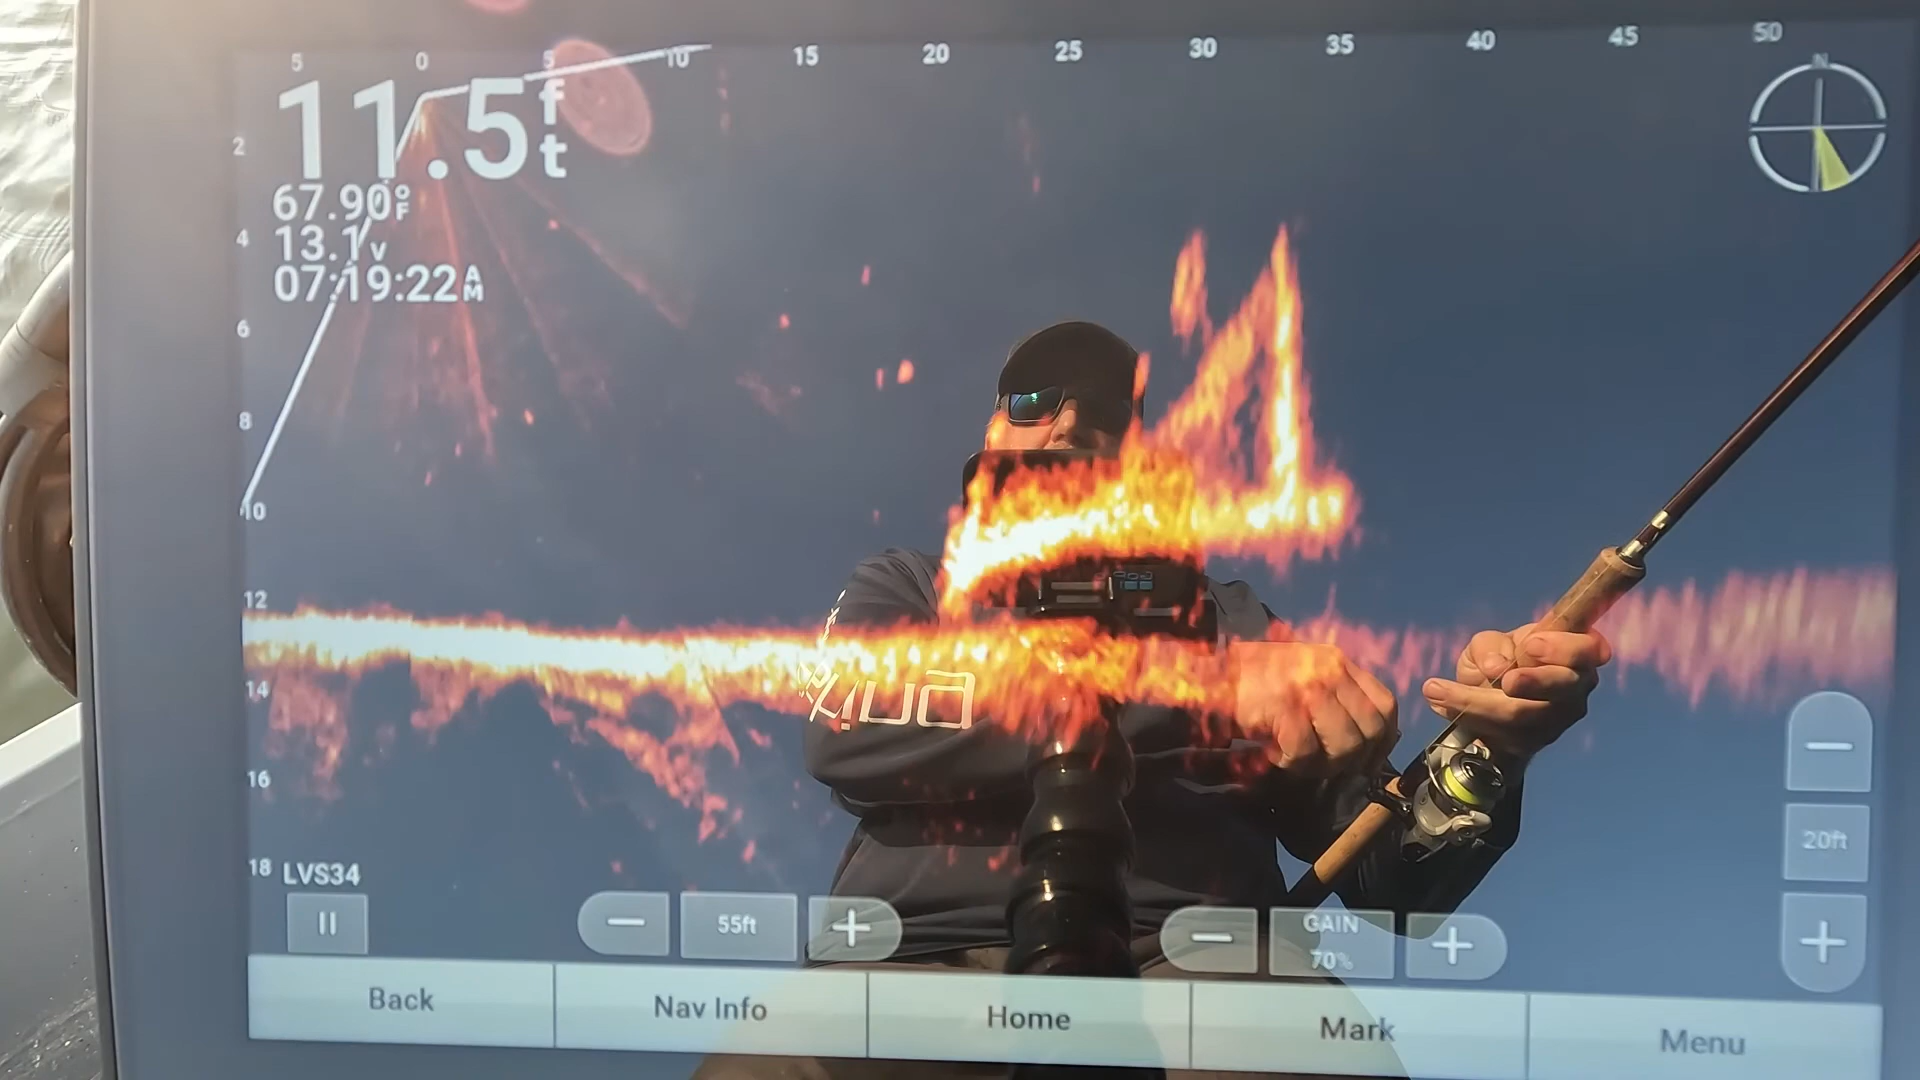 5 0 5 10 15 20 25 30 35 40 45 50
N
11.5 ft
2
67.90°F
4
13.1v
07:19:22AM
6
8
10
12
14
16
18
LVS34
20ft
55ft
GAIN
70%
Back Nav Info Home Mark Menu